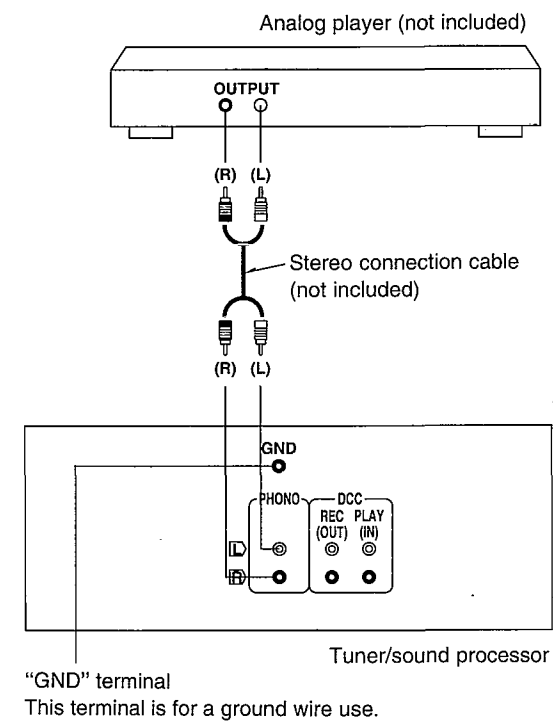 Analog player (not included)
OUTPUT
(R) (L)
Stereo connection cable
(not included)
(R) (L)
GND
PHONO
DCC
REC PLAY
(OUT) (IN)
L
R
Tuner/sound processor
“GND” terminal
This terminal is for a ground wire use.